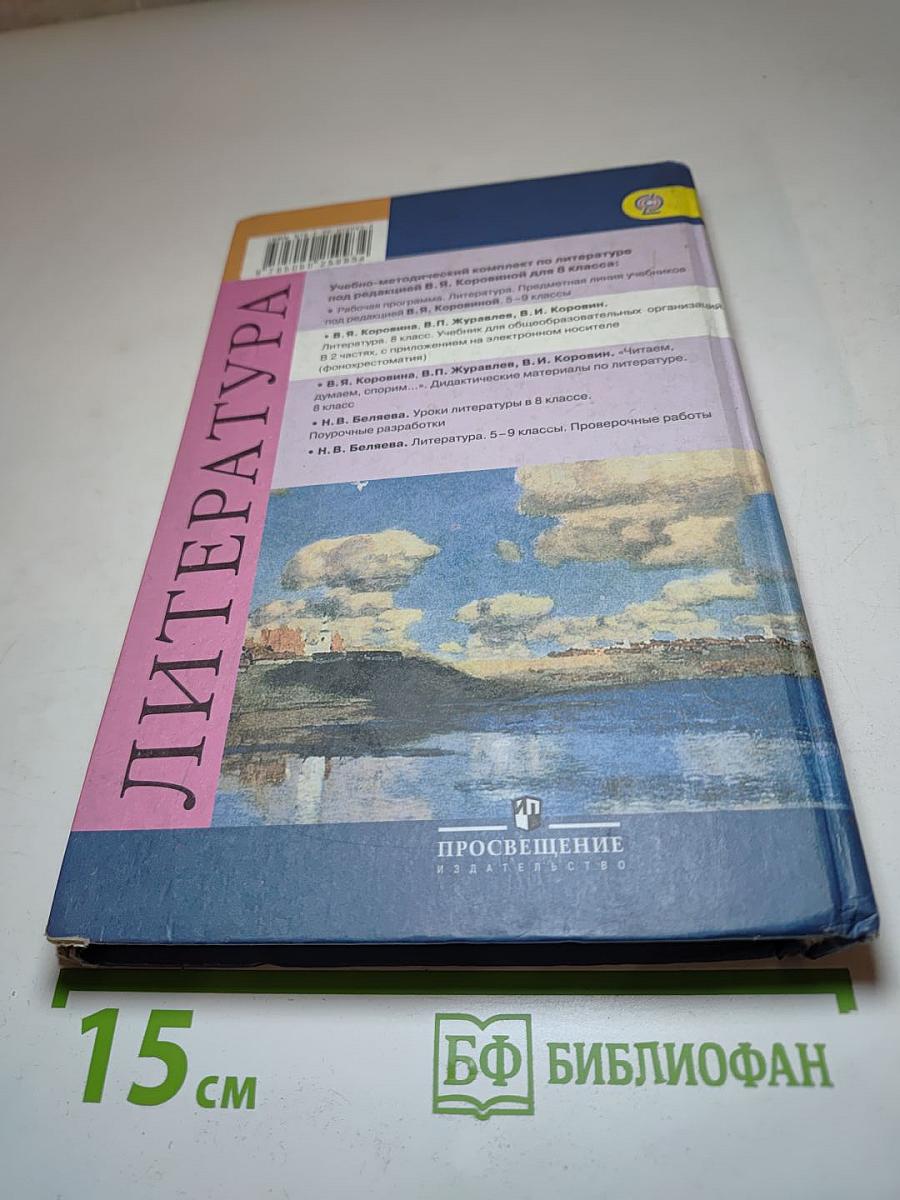 Учебно-методический комплект по литературе
под редакцией В.Я. Коровиной для 8 класса:
• Рабочая программа. Литература. Предметная линия учебников
под редакцией В.Я. Коровиной. 5–9 классы
• В.Я. Коровина, В.П. Журавлев, В.И. Коровин.
Литература. 8 класс. Учебник для общеобразовательных организаций
В 2 частях, с приложением на электронном носителе
(фонохрестоматия)
• В.Я. Коровина, В.П. Журавлев, В.И. Коровин. «Читаем,
думаем, спорим...». Дидактические материалы по литературе.
8 класс
• Н.В. Беляева. Уроки литературы в 8 классе.
Поурочные разработки
• Н.В. Беляева. Литература. 5–9 классы. Проверочные работы
ЛИТЕРАТУРА
ИП
ПРОСВЕЩЕНИЕ
ИЗДАТЕЛЬСТВО
15 см
БФ БИБЛИОФАН